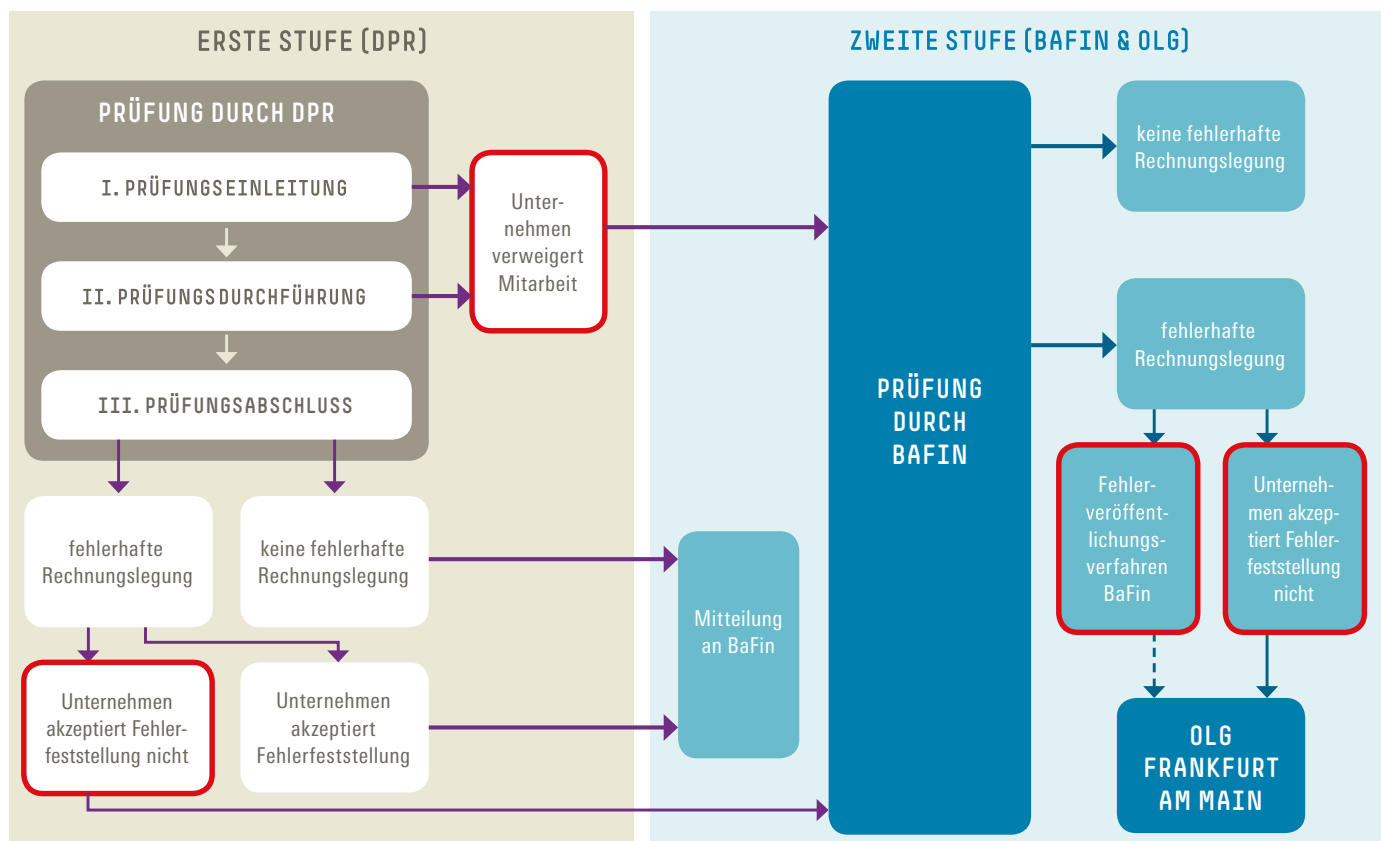 ERSTE STUFE (DPR)
PRÜFUNG DURCH DPR
I. PRÜFUNGSEINLEITUNG
II. PRÜFUNGSDURCHFÜHRUNG
III. PRÜFUNGSABSCHLUSS
Unter-
nehmen
verweigert
Mitarbeit
fehlerhafte
Rechnungslegung
keine fehlerhafte
Rechnungslegung
Unternehmen
akzeptiert Fehler-
feststellung nicht
Unternehmen
akzeptiert
Fehlerfeststellung
ZWEITE STUFE (BAFIN & OLG)
Mitteilung
an BaFin
PRÜFUNG
DURCH
BAFIN
keine fehlerhafte
Rechnungslegung
fehlerhafte
Rechnungslegung
Fehler-
veröffent-
lichungs-
verfahren
BaFin
Unterneh-
men akzep-
tiert Fehler-
feststellung
nicht
OLG
FRANKFURT
AM MAIN